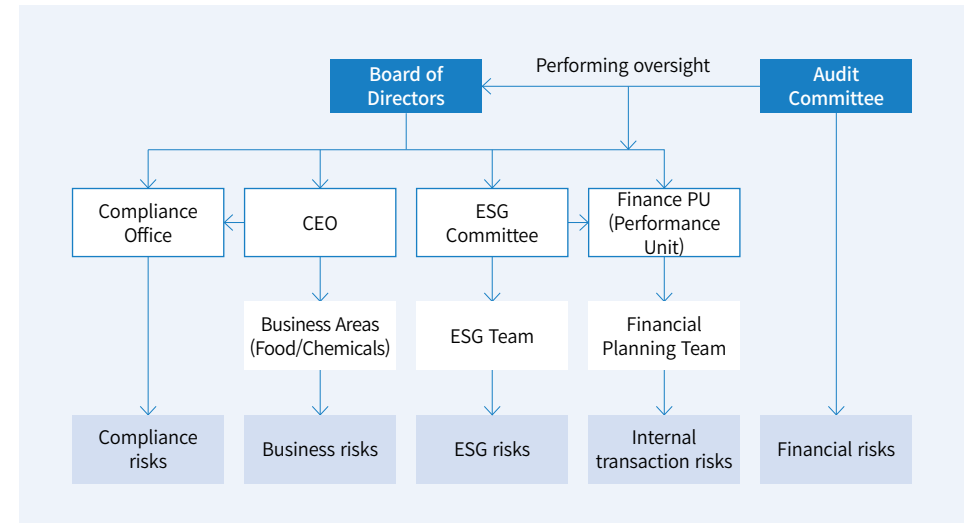 Performing oversight
Board of
Directors
Audit
Committee
Compliance
Office
CEO
ESG
Committee
Finance PU
(Performance
Unit)
Business Areas
(Food/Chemicals)
ESG Team
Financial
Planning Team
Compliance
risks
Business risks
ESG risks
Internal
transaction risks
Financial risks